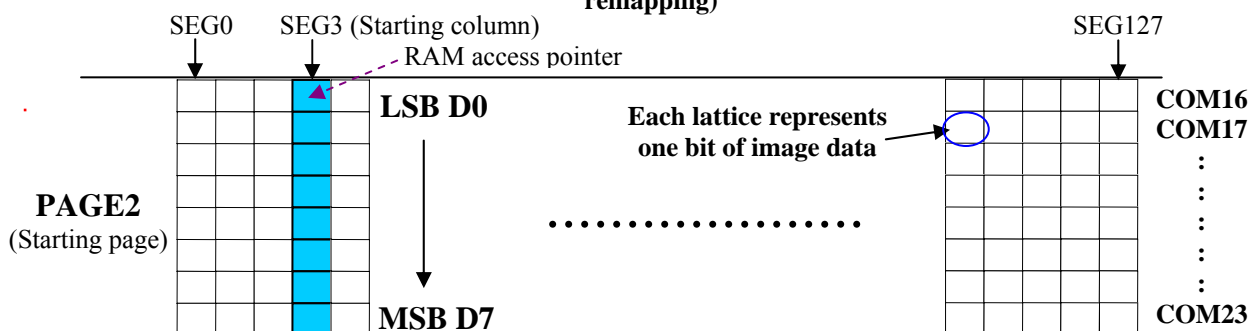 remapping)
SEG0
SEG3 (Starting column)
SEG127
RAM access pointer
LSB D0
Each lattice represents
one bit of image data
COM16
COM17
:
:
:
:
:
PAGE2
(Starting page)
.....................
MSB D7
COM23